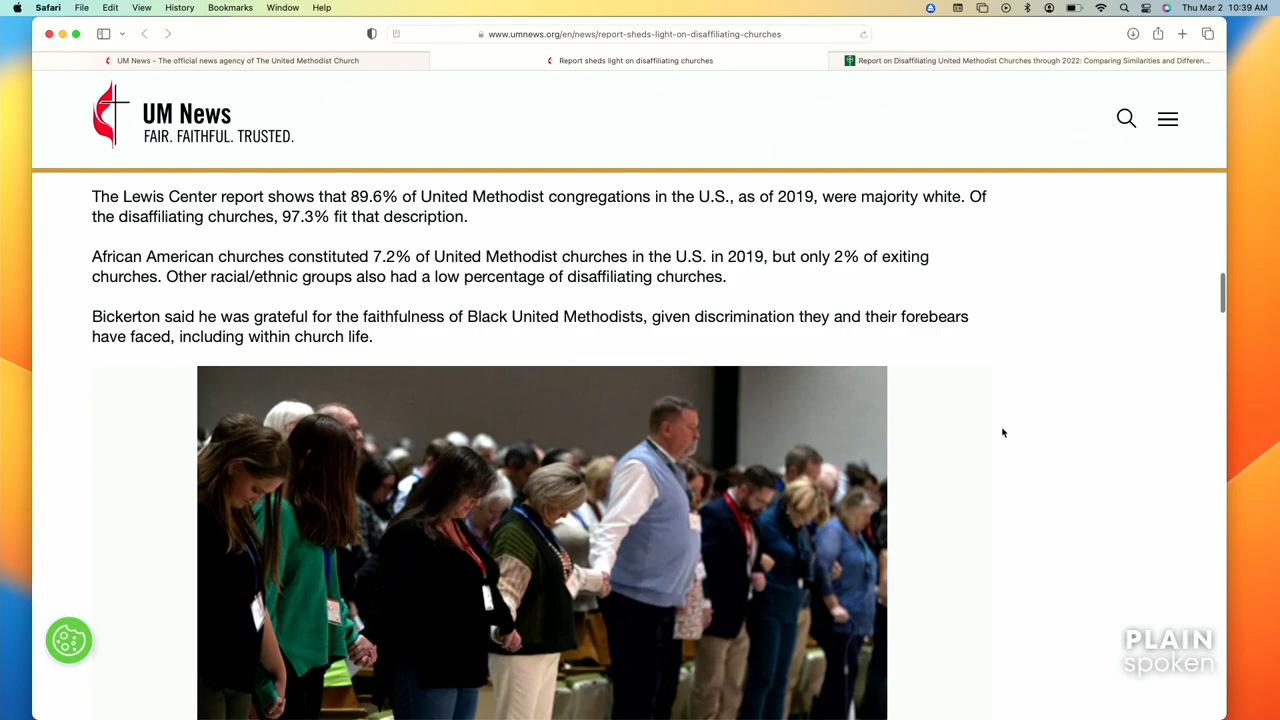 Safari File Edit View History Bookmarks Window Help Thu Mar 2 10:39 AM
www.umnews.org/en/news/report-sheds-light-on-disaffiliating-churches
UM News - The official news agency of The United Methodist Church Report sheds light on disaffiliating churches Report on Disaffiliating United Methodist Churches through 2022: Comparing Similarities and Differen...
UM News
FAIR. FAITHFUL. TRUSTED.
The Lewis Center report shows that 89.6% of United Methodist congregations in the U.S., as of 2019, were majority white. Of
the disaffiliating churches, 97.3% fit that description.
African American churches constituted 7.2% of United Methodist churches in the U.S. in 2019, but only 2% of exiting
churches. Other racial/ethnic groups also had a low percentage of disaffiliating churches.
Bickerton said he was grateful for the faithfulness of Black United Methodists, given discrimination they and their forebears
have faced, including within church life.
PLAIN
spoken